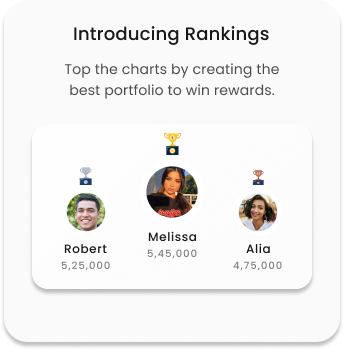 Introducing Rankings
Top the charts by creating the
best portfolio to win rewards.
Robert
5,25,000
Melissa
5,45,000
Alia
4,75,000